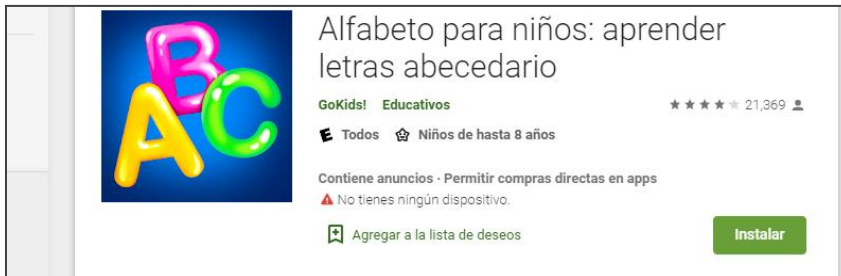 ABC
Alfabeto para niños: aprender
letras abecedario
GoKids! Educativos 21,369
E Todos Niños de hasta 8 años
Contiene anuncios · Permitir compras directas en apps
No tienes ningún dispositivo.
Agregar a la lista de deseos Instalar